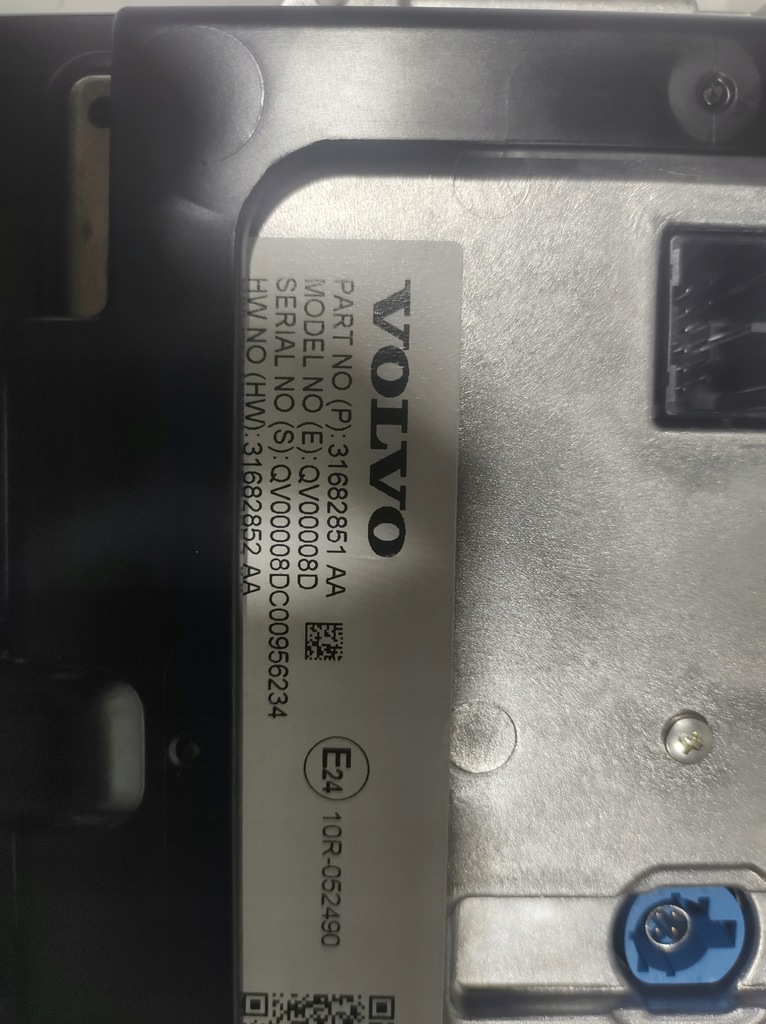 VOLVO
PART NO (P):31682851 AA
MODEL NO (E):QV00008D
SERIAL NO (S):QV00008DC00956234
HW NO (HW):31682852 AA
E24 10R-052490